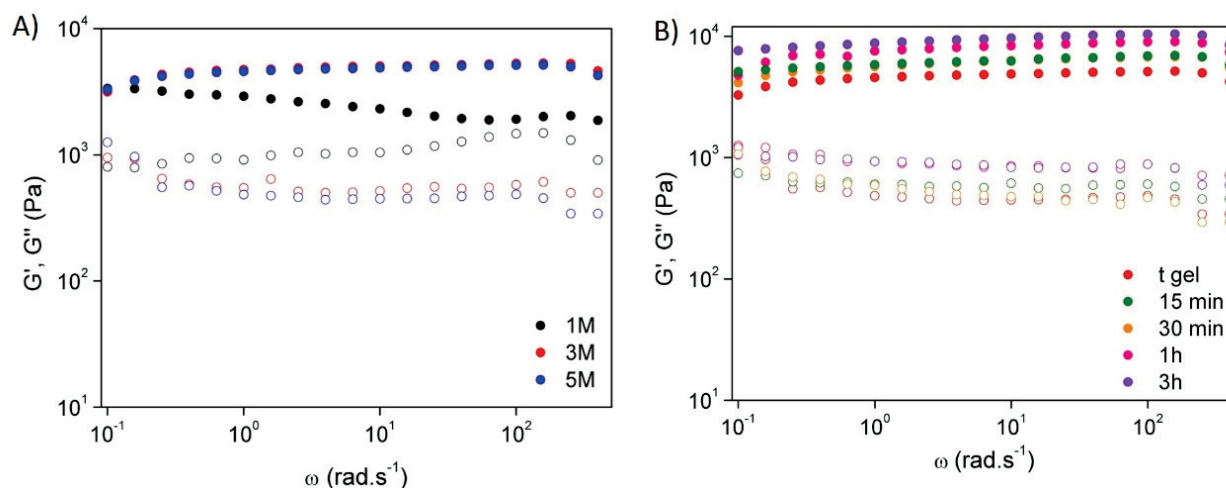 A)
10⁴
10³
10²
10¹
G', G'' (Pa)
1M
3M
5M
10⁻¹ 10⁰ 10¹ 10²
ω (rad.s⁻¹)
B)
10⁴
10³
10²
10¹
G', G'' (Pa)
t gel
15 min
30 min
1h
3h
10⁻¹ 10⁰ 10¹ 10²
ω (rad.s⁻¹)